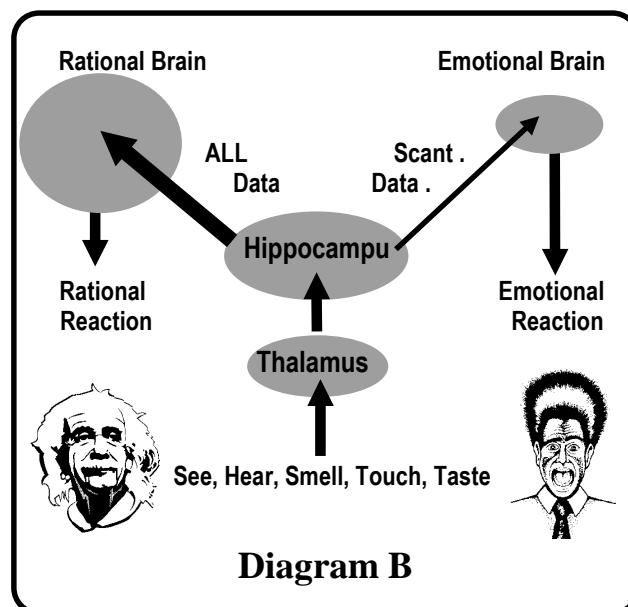 Rational Brain
Emotional Brain
ALL
Data
Scant .
Data .
Hippocampu
Rational
Reaction
Emotional
Reaction
Thalamus
See, Hear, Smell, Touch, Taste
Diagram B